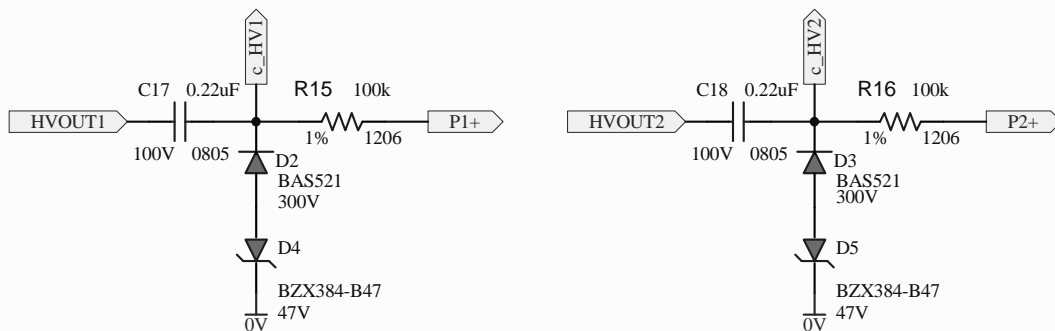 c_HV1
C17 0.22uF R15 100k
HVOUT1 P1+
100V 0805 1% 1206
D2
BAS521
300V
D4
BZX384-B47
47V
0V
c_HV2
C18 0.22uF R16 100k
HVOUT2 P2+
100V 0805 1% 1206
D3
BAS521
300V
D5
BZX384-B47
47V
0V